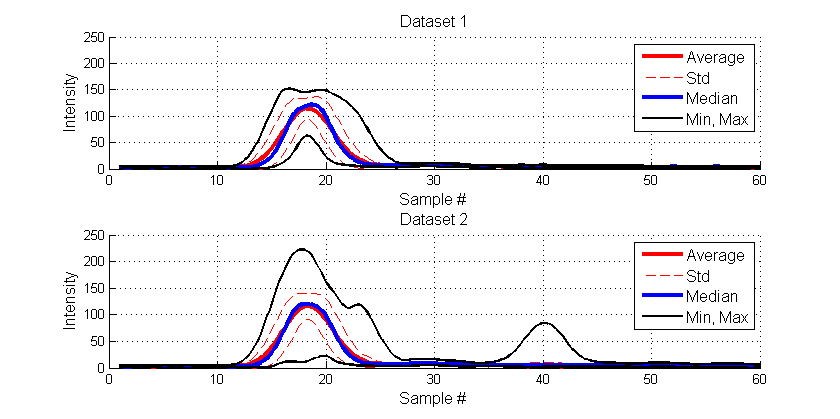 Dataset 1
250
200
150
100
50
0
Intensity
Average
Std
Median
Min, Max
0 10 20 30 40 50 60
Sample #
Dataset 2
250
200
150
100
50
0
Intensity
Average
Std
Median
Min, Max
0 10 20 30 40 50 60
Sample #